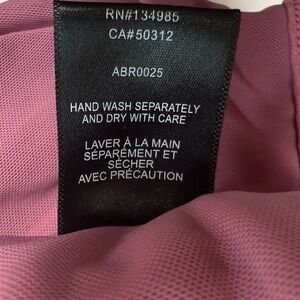 RN#134985
CA#50312
ABR0025
HAND WASH SEPARATELY
AND DRY WITH CARE
LAVER À LA MAIN
SÉPARÉMENT ET
SÉCHER
AVEC PRÉCAUTION